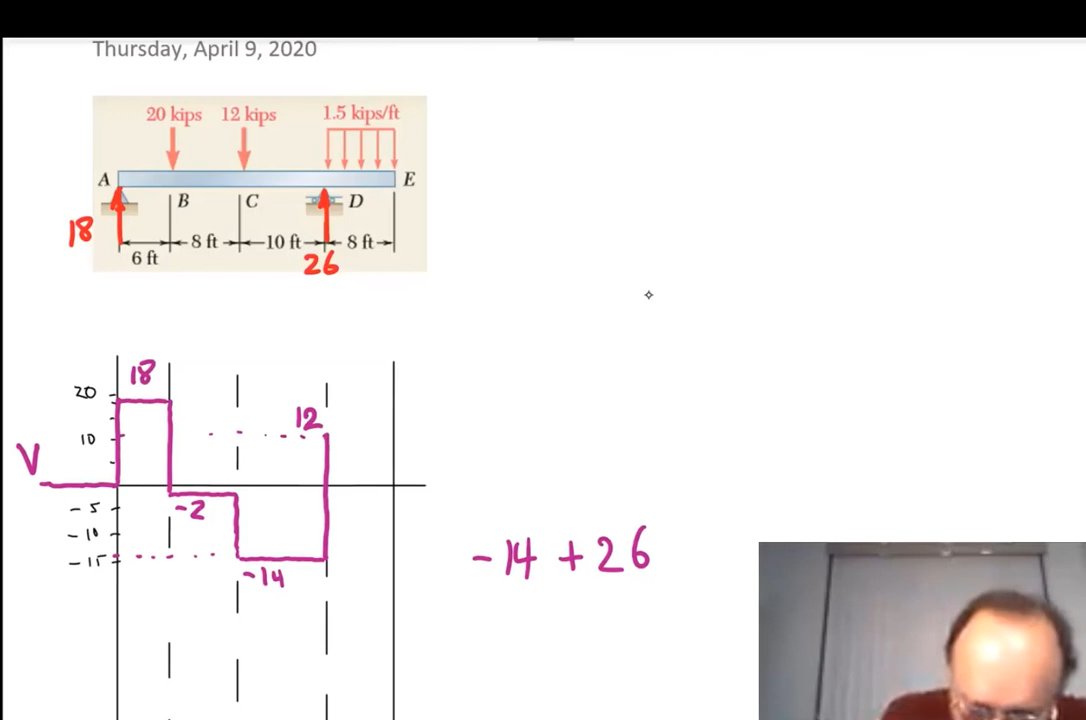 Thursday, April 9, 2020
20 kips 12 kips 1.5 kips/ft
A E
B C D
18
8 ft 10 ft 8 ft
6 ft
26
18
20
12
10
V
-5 -2
-10
-15
-14
-14 + 26